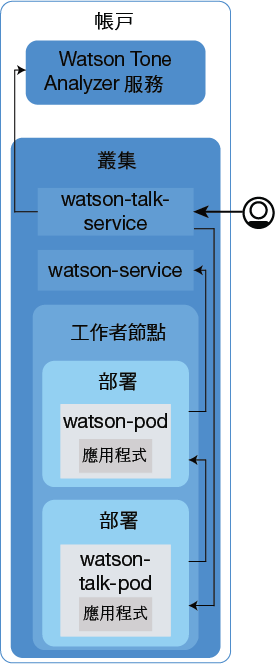 帳戶
Watson Tone
Analyzer 服務
叢集
watson-talk-
service
watson-service
工作者節點
部署
watson-pod
應用程式
部署
watson-
talk-pod
應用程式